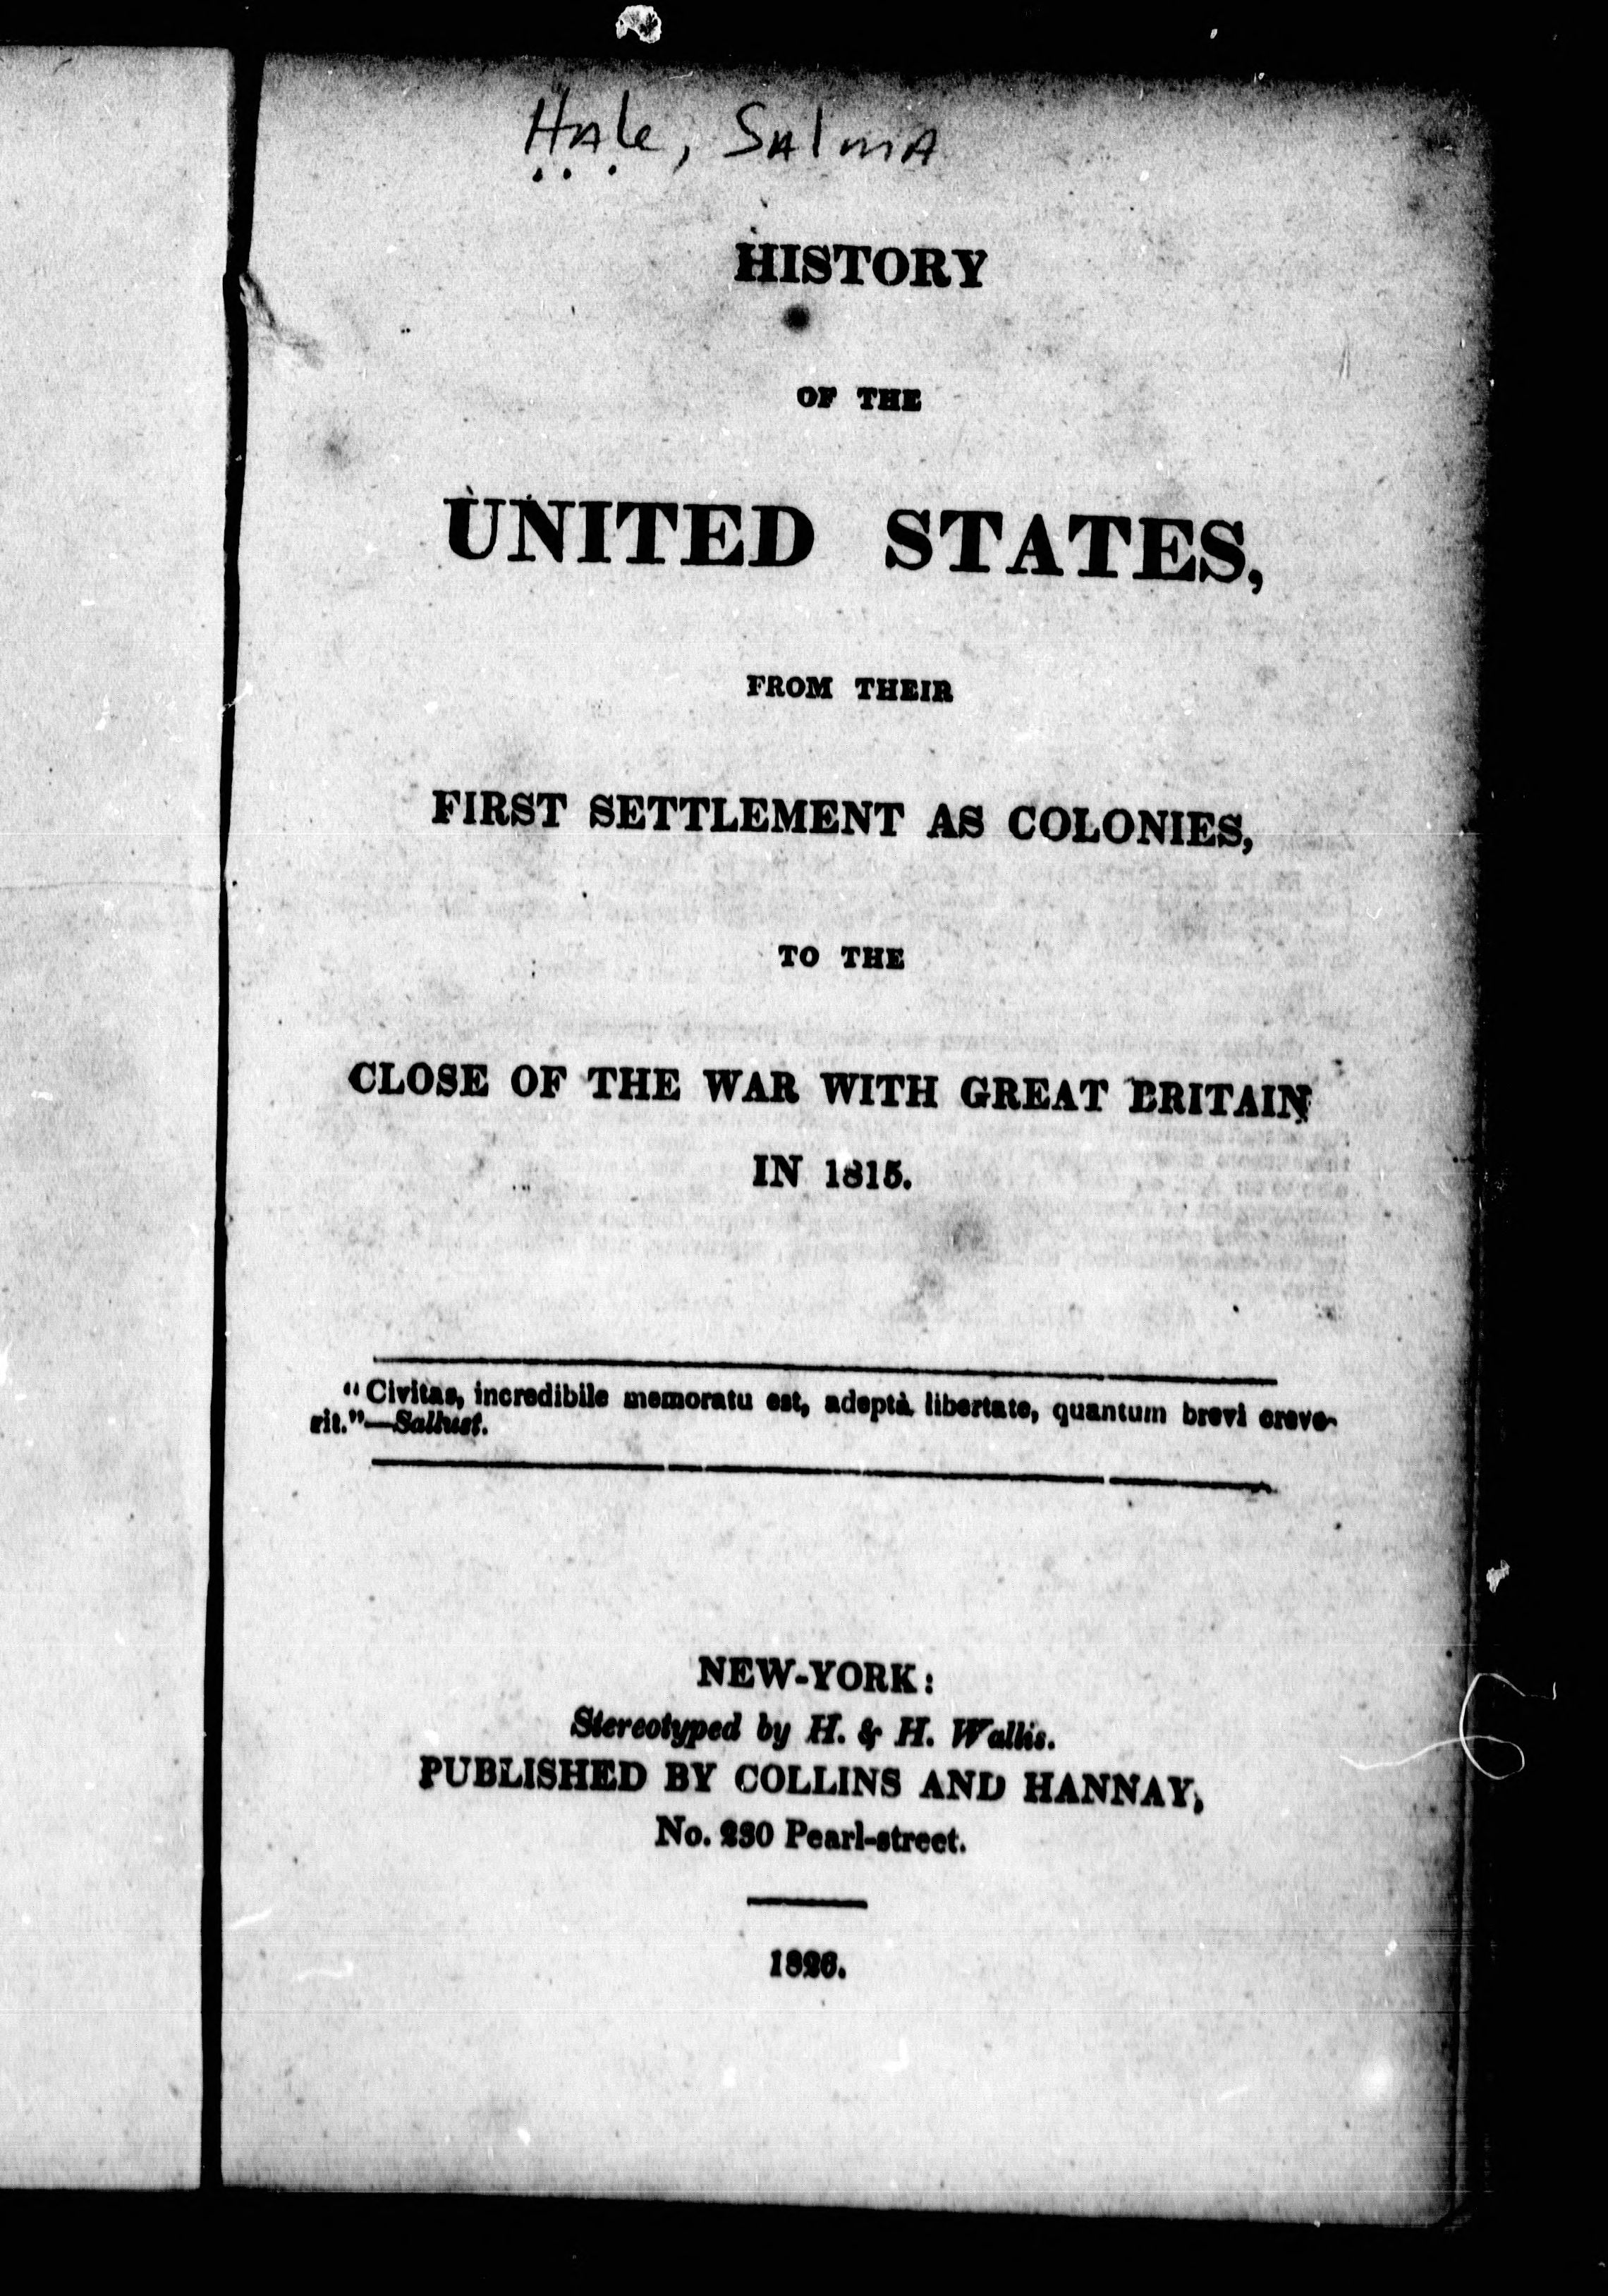 Hale, Salma
HISTORY
OF THE
UNITED STATES,
FROM THEIR
FIRST SETTLEMENT AS COLONIES,
TO THE
CLOSE OF THE WAR WITH GREAT BRITAIN
IN 1815.
"Civitas, incredibile memoratu est, adeptà libertate, quantum brevi creve-
rit."—Sallust.
NEW-YORK:
Stereotyped by H. & H. Wallis.
PUBLISHED BY COLLINS AND HANNAY,
No. 230 Pearl-street.
1826.